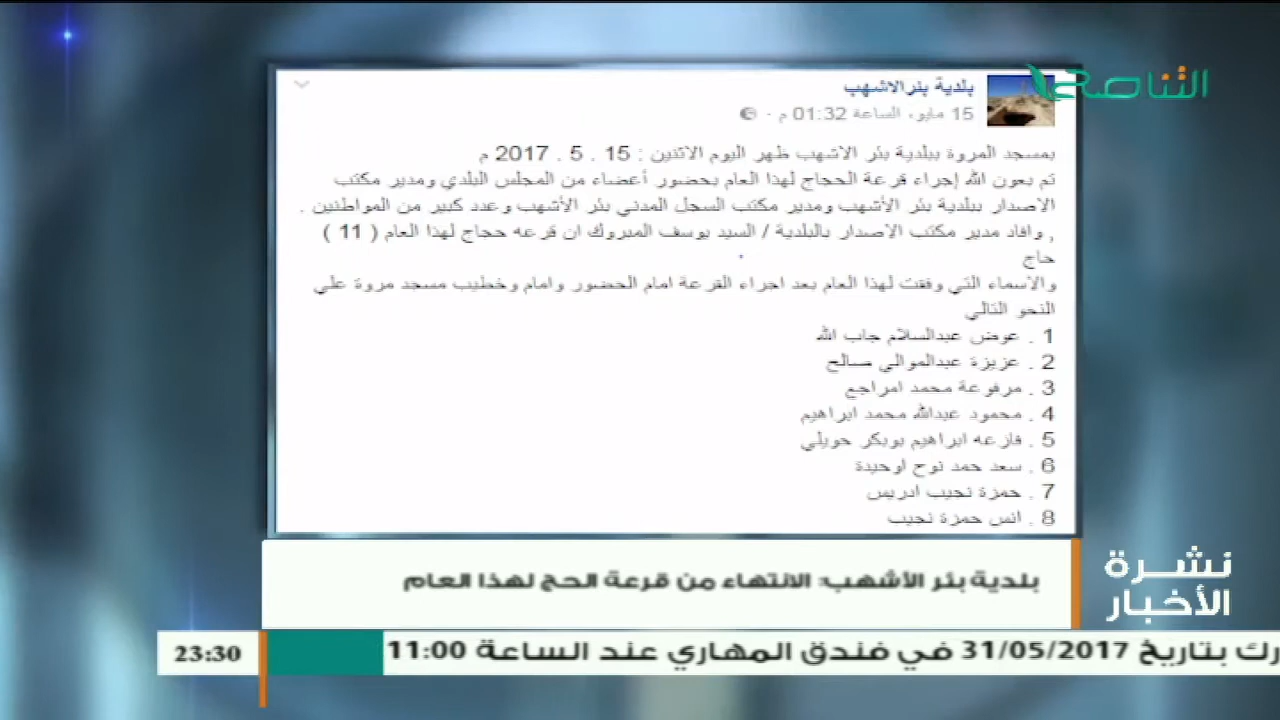 التناصح
بلدية بئرالاشهب
15 مايو، الساعة 01:32 م ·
بمسجد المروة ببلدية بئر الاشهب ظهر اليوم الاثنين : 15 . 5 . 2017 م
تم بعون الله إجراء قرعة الحجاج لهذا العام بحضور أعضاء من المجلس البلدي ومدير مكتب
الاصدار ببلدية بئر الأشهب ومدير مكتب السجل المدني بئر الأشهب وعدد كبير من المواطنين .
, وافاد مدير مكتب الاصدار بالبلدية / السيد يوسف المبروك ان قرعه حجاج لهذا العام ( 11 )
حاج
والاسماء التي وفقت لهذا العام بعد اجراء القرعة امام الحضور وامام وخطيب مسجد مروة علي
النحو التالي
1 . عوض عبدالسلام جاب الله
2 . عزيزة عبدالموالي صالح
3 . مرفوعة محمد امراجع
4 . محمود عبدالله محمد ابراهيم
5 . فازعه ابراهيم بوبكر حويلي
6 . سعد حمد نوح اوحيدة
7 . حمزة نجيب ادريس
8 . انس حمزة نجيب
نشرة
الأخبار
بلدية بئر الأشهب: الانتهاء من قرعة الحج لهذا العام
رك بتاريخ 31/05/2017 في فندق المهاري عند الساعة 11:00
23:30